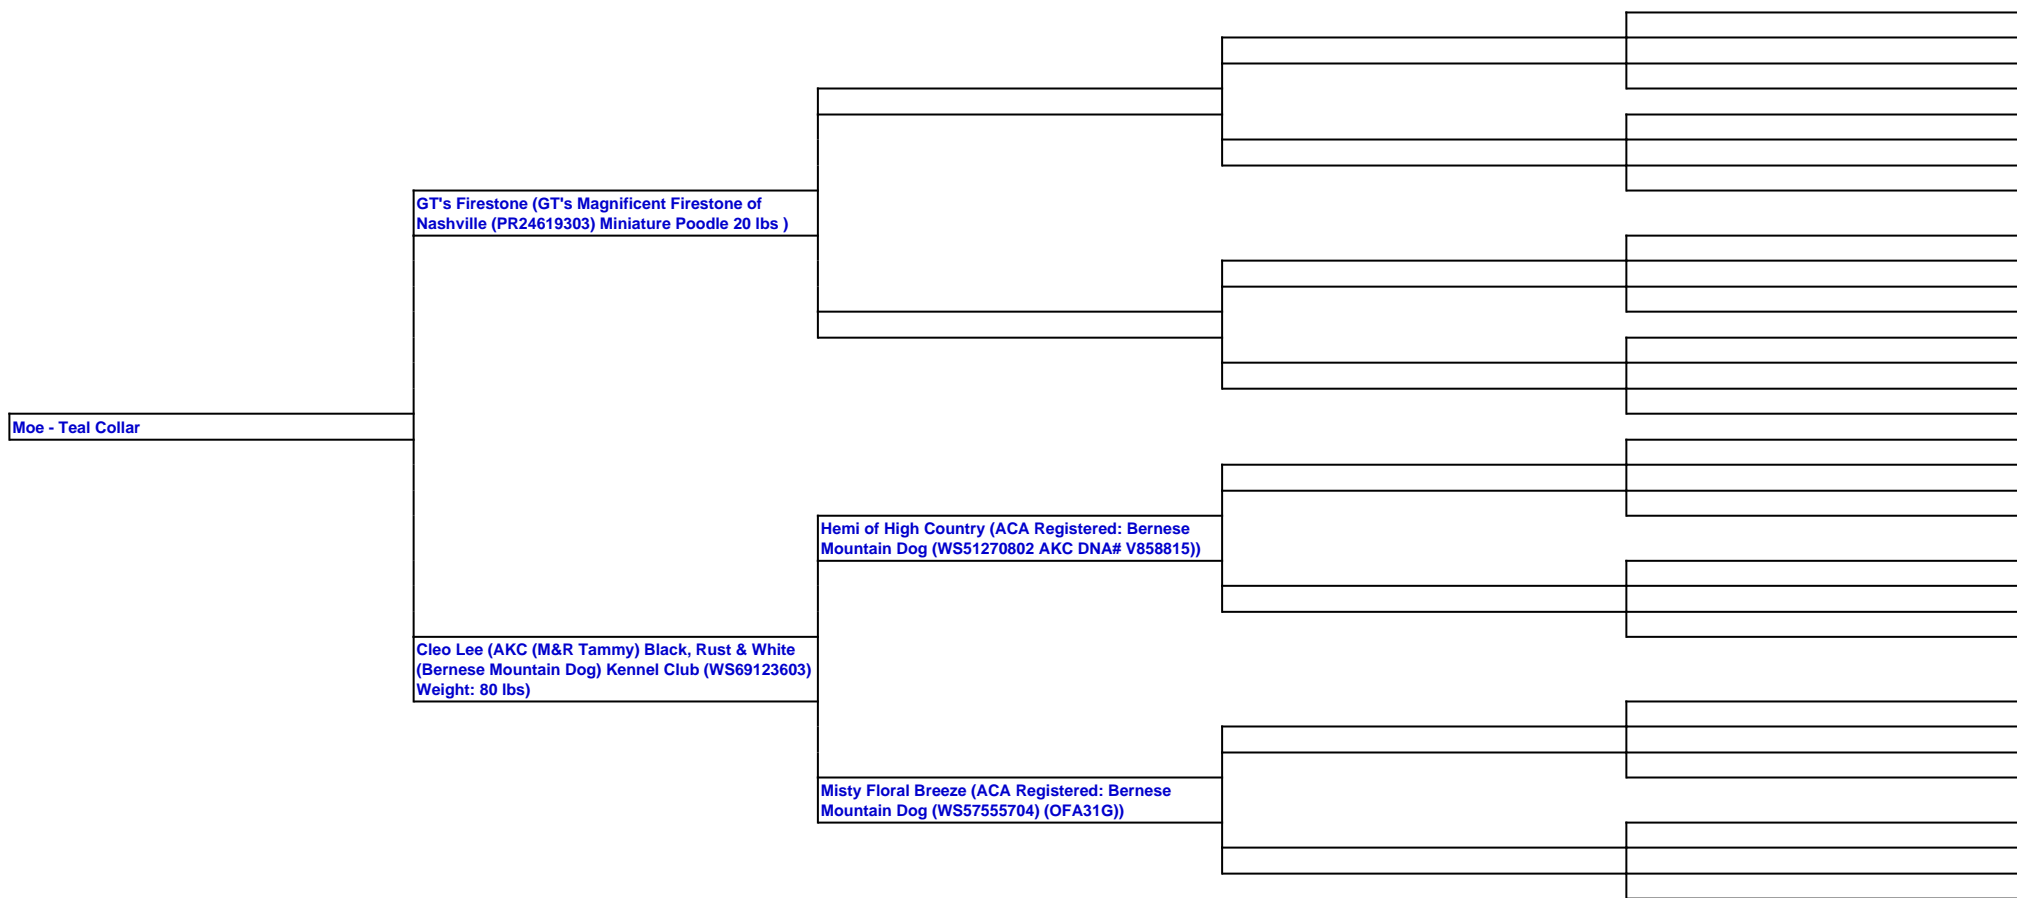 GT's Firestone (GT's Magnificent Firestone of
Nashville (PR24619303) Miniature Poodle 20 lbs )
Moe - Teal Collar
Hemi of High Country (ACA Registered: Bernese
Mountain Dog (WS51270802 AKC DNA# V858815))
Cleo Lee (AKC (M&R Tammy) Black, Rust & White
(Bernese Mountain Dog) Kennel Club (WS69123603)
Weight: 80 lbs)
Misty Floral Breeze (ACA Registered: Bernese
Mountain Dog (WS57555704) (OFA31G))